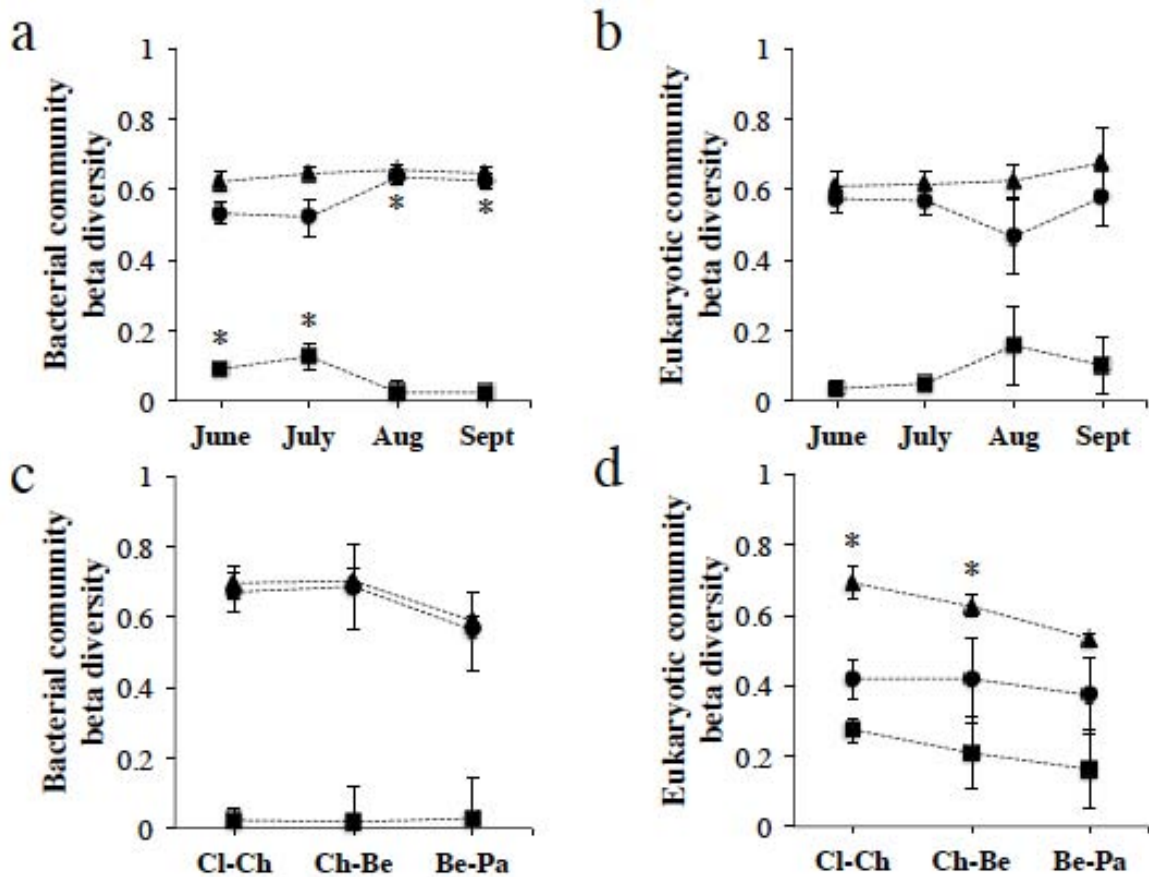 a
Bacterial community
beta diversity
1
0.8
0.6
0.4
0.2
0
*
*
*
*
June July Aug Sept
b
Eukaryotic community
beta diversity
1
0.8
0.6
0.4
0.2
0
June July Aug Sept
c
Bacterial comunnity
beta diversity
1
0.8
0.6
0.4
0.2
0
Cl-Ch Ch-Be Be-Pa
d
Eukaryotic comunnity
beta diversity
1
0.8
0.6
0.4
0.2
0
*
*
Cl-Ch Ch-Be Be-Pa